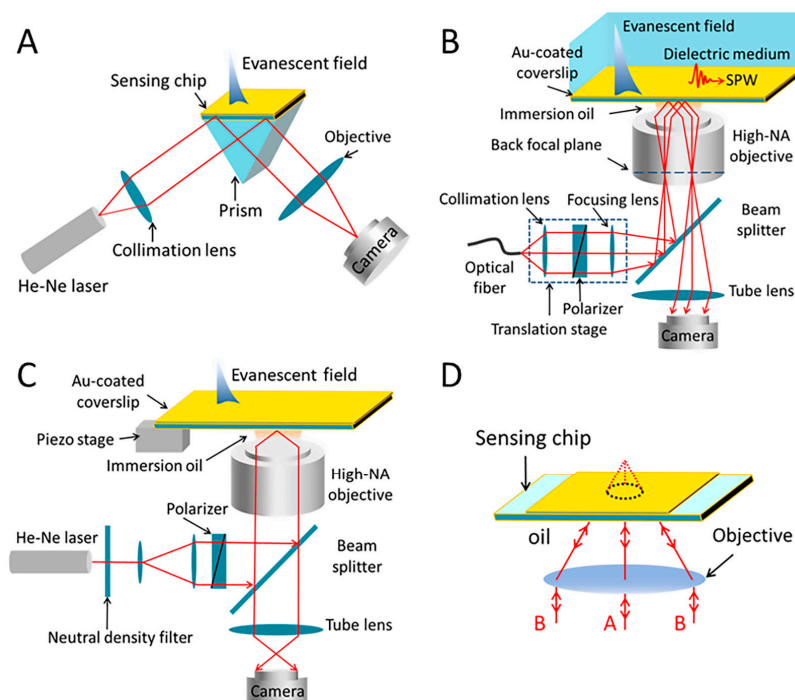 A
Evanescent field
Sensing chip
Objective
Prism
Collimation lens
He-Ne laser
Camera
B
Evanescent field
Au-coated
coverslip
Dielectric medium
SPW
Immersion oil
Back focal plane
High-NA
objective
Collimation lens
Focusing lens
Beam
splitter
Optical
fiber
Polarizer
Translation stage
Tube lens
Camera
C
Evanescent field
Au-coated
coverslip
Piezo stage
Immersion oil
High-NA
objective
Polarizer
He-Ne laser
Beam
splitter
Neutral density filter
Tube lens
Camera
D
Sensing chip
oil
Objective
B
A
B